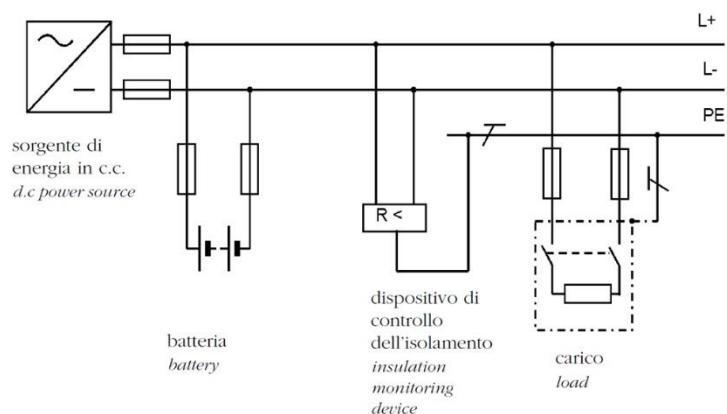 L+
L-
PE
sorgente di
energia in c.c.
d.c power source
R <
batteria
battery
dispositivo di
controllo
dell'isolamento
insulation
monitoring
device
carico
load